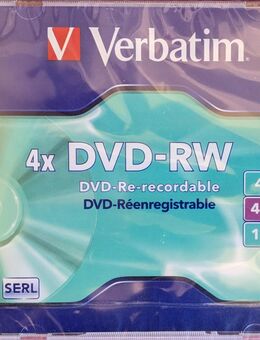 Verbatim
4x DVD-RW
DVD-Re-recordable
DVD-Réenregistrable
4
4
1
SERL